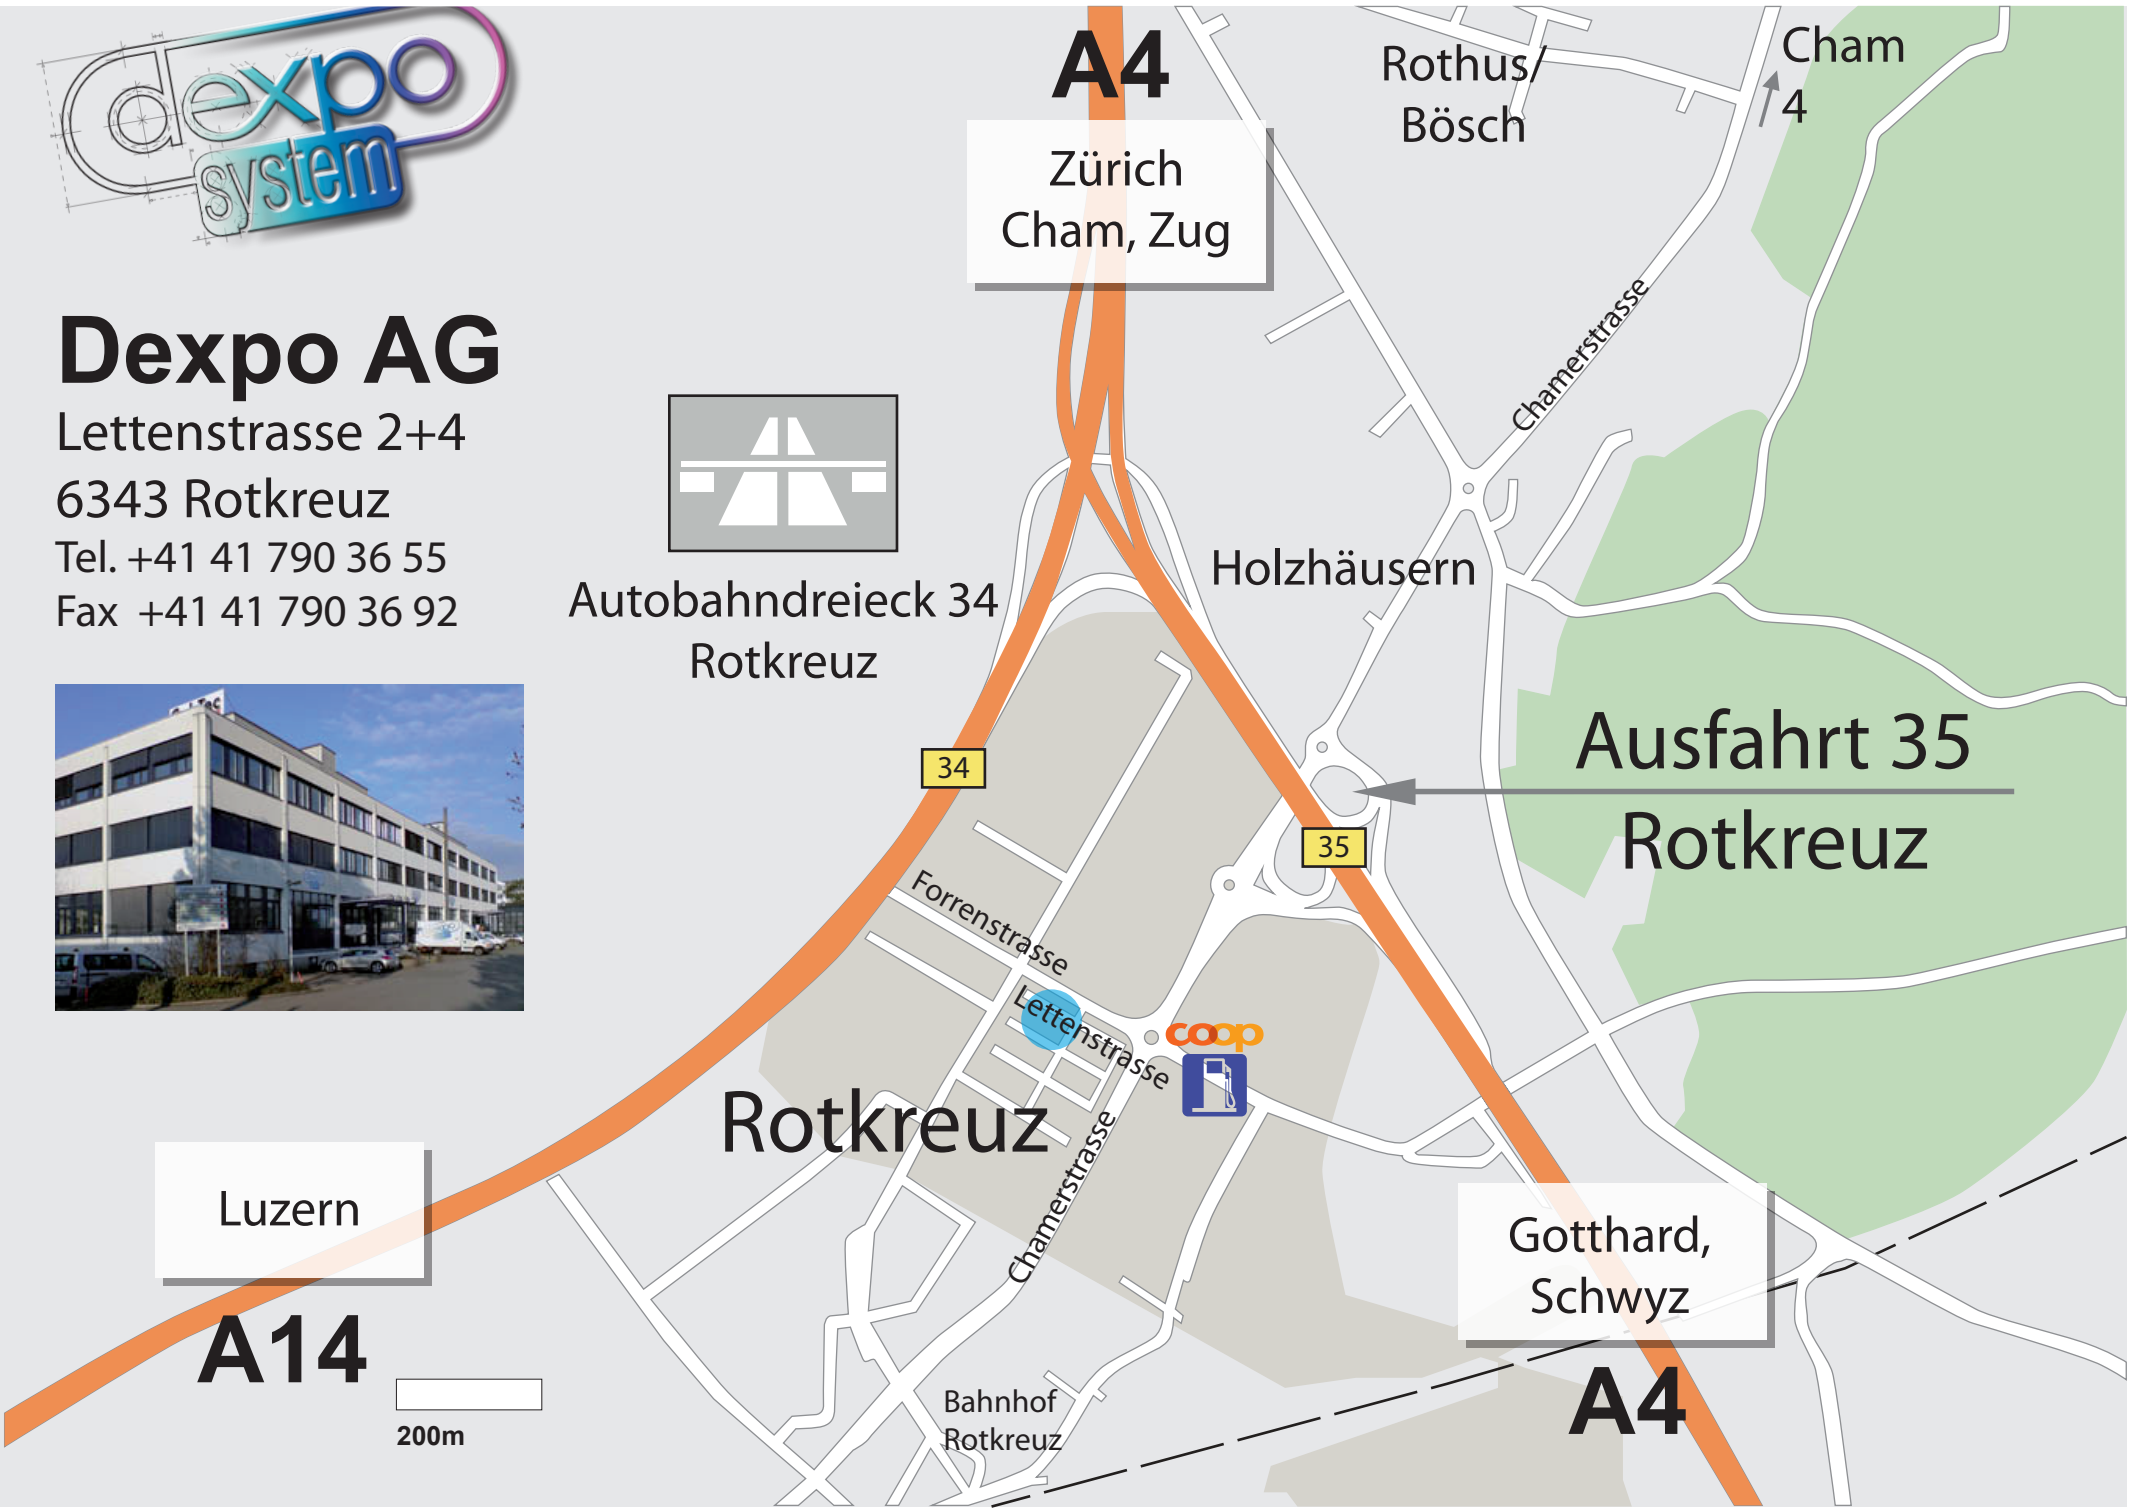 dexpo
system
Dexpo AG
Lettenstrasse 2+4
6343 Rotkreuz
Tel. +41 41 790 36 55
Fax +41 41 790 36 92
A4
Zürich
Cham, Zug
Rothus/
Bösch
Cham
4
Chamerstrasse
Autobahndreieck 34
Rotkreuz
Holzhäusern
34
Ausfahrt 35
Rotkreuz
35
Forrenstrasse
Lettenstrasse
coop
Rotkreuz
Chamerstrasse
Luzern
A14
200m
Gotthard,
Schwyz
A4
Bahnhof
Rotkreuz